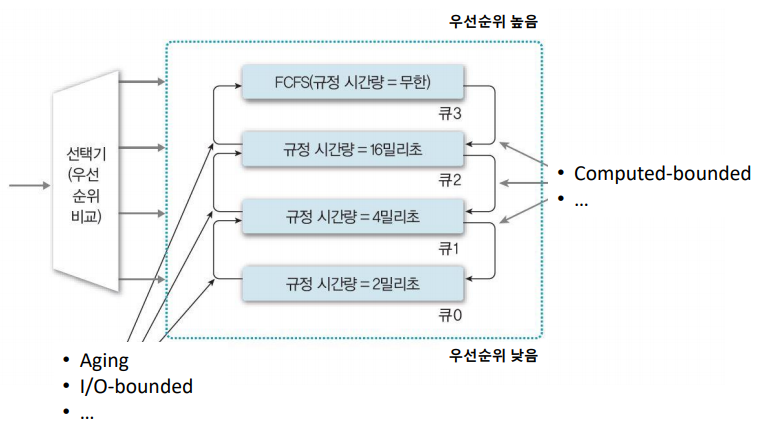 우선순위 높음
FCFS(규정 시간량 = 무한)
큐3
선택기
(우선
순위
비교)
규정 시간량 = 16밀리초
큐2
• Computed-bounded
• ...
규정 시간량 = 4밀리초
큐1
규정 시간량 = 2밀리초
큐0
우선순위 낮음
• Aging
• I/O-bounded
• ...